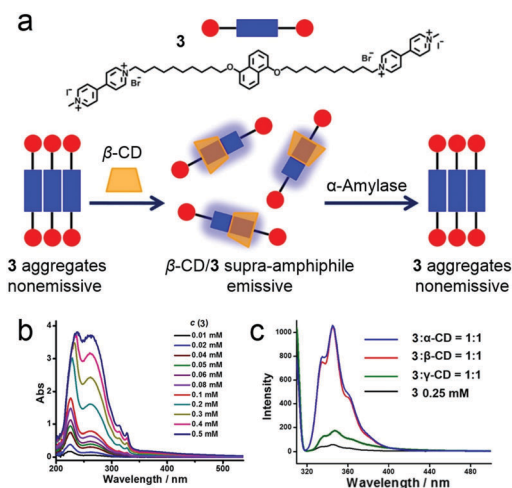 a
3
I⁻
N⁺
Br⁻
N⁺
O
O
N⁺
Br⁻
N⁺
I⁻
β-CD
α-Amylase
3 aggregates
nonemissive
β-CD/3 supra-amphiphile
emissive
3 aggregates
nonemissive
b
Abs
4
3
2
1
0
200
300
400
500
Wavelength / nm
c (3)
0.01 mM
0.02 mM
0.04 mM
0.05 mM
0.06 mM
0.08 mM
0.1 mM
0.2 mM
0.3 mM
0.4 mM
0.5 mM
c
Intensity
1000
800
600
400
200
0
320
360
400
440
480
Wavelength / nm
3:α-CD = 1:1
3:β-CD = 1:1
3:γ-CD = 1:1
3 0.25 mM